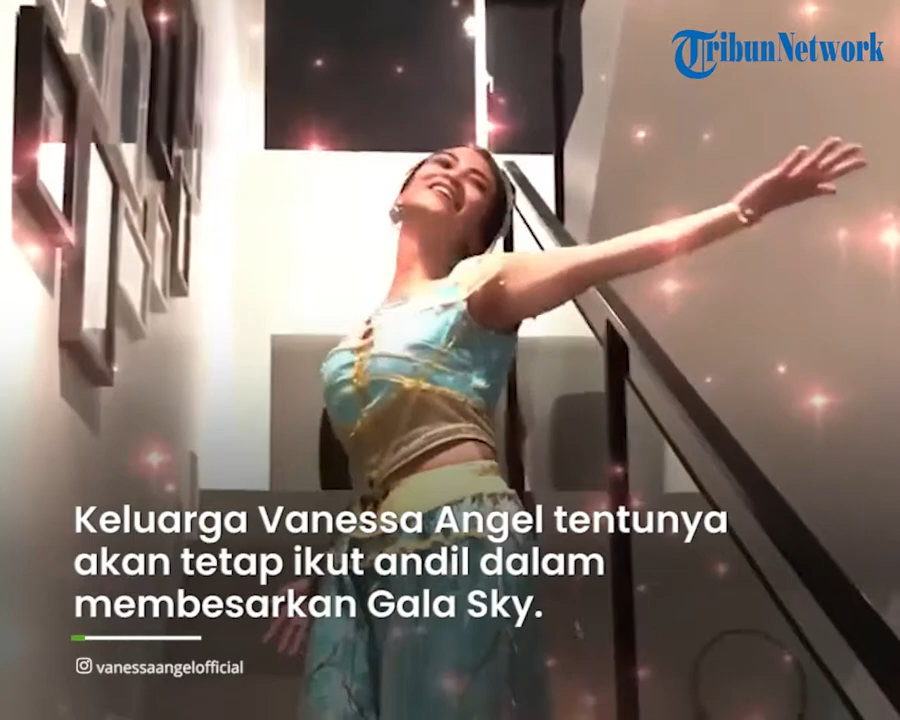 TribunNetwork
Keluarga Vanessa Angel tentunya
akan tetap ikut andil dalam
membesarkan Gala Sky.
vanessaangelofficial